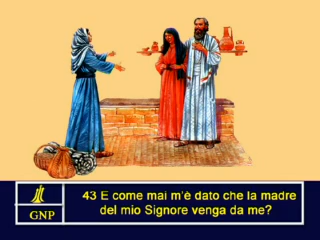 43 E come mai m'è dato che la madre
del mio Signore venga da me?
GNP